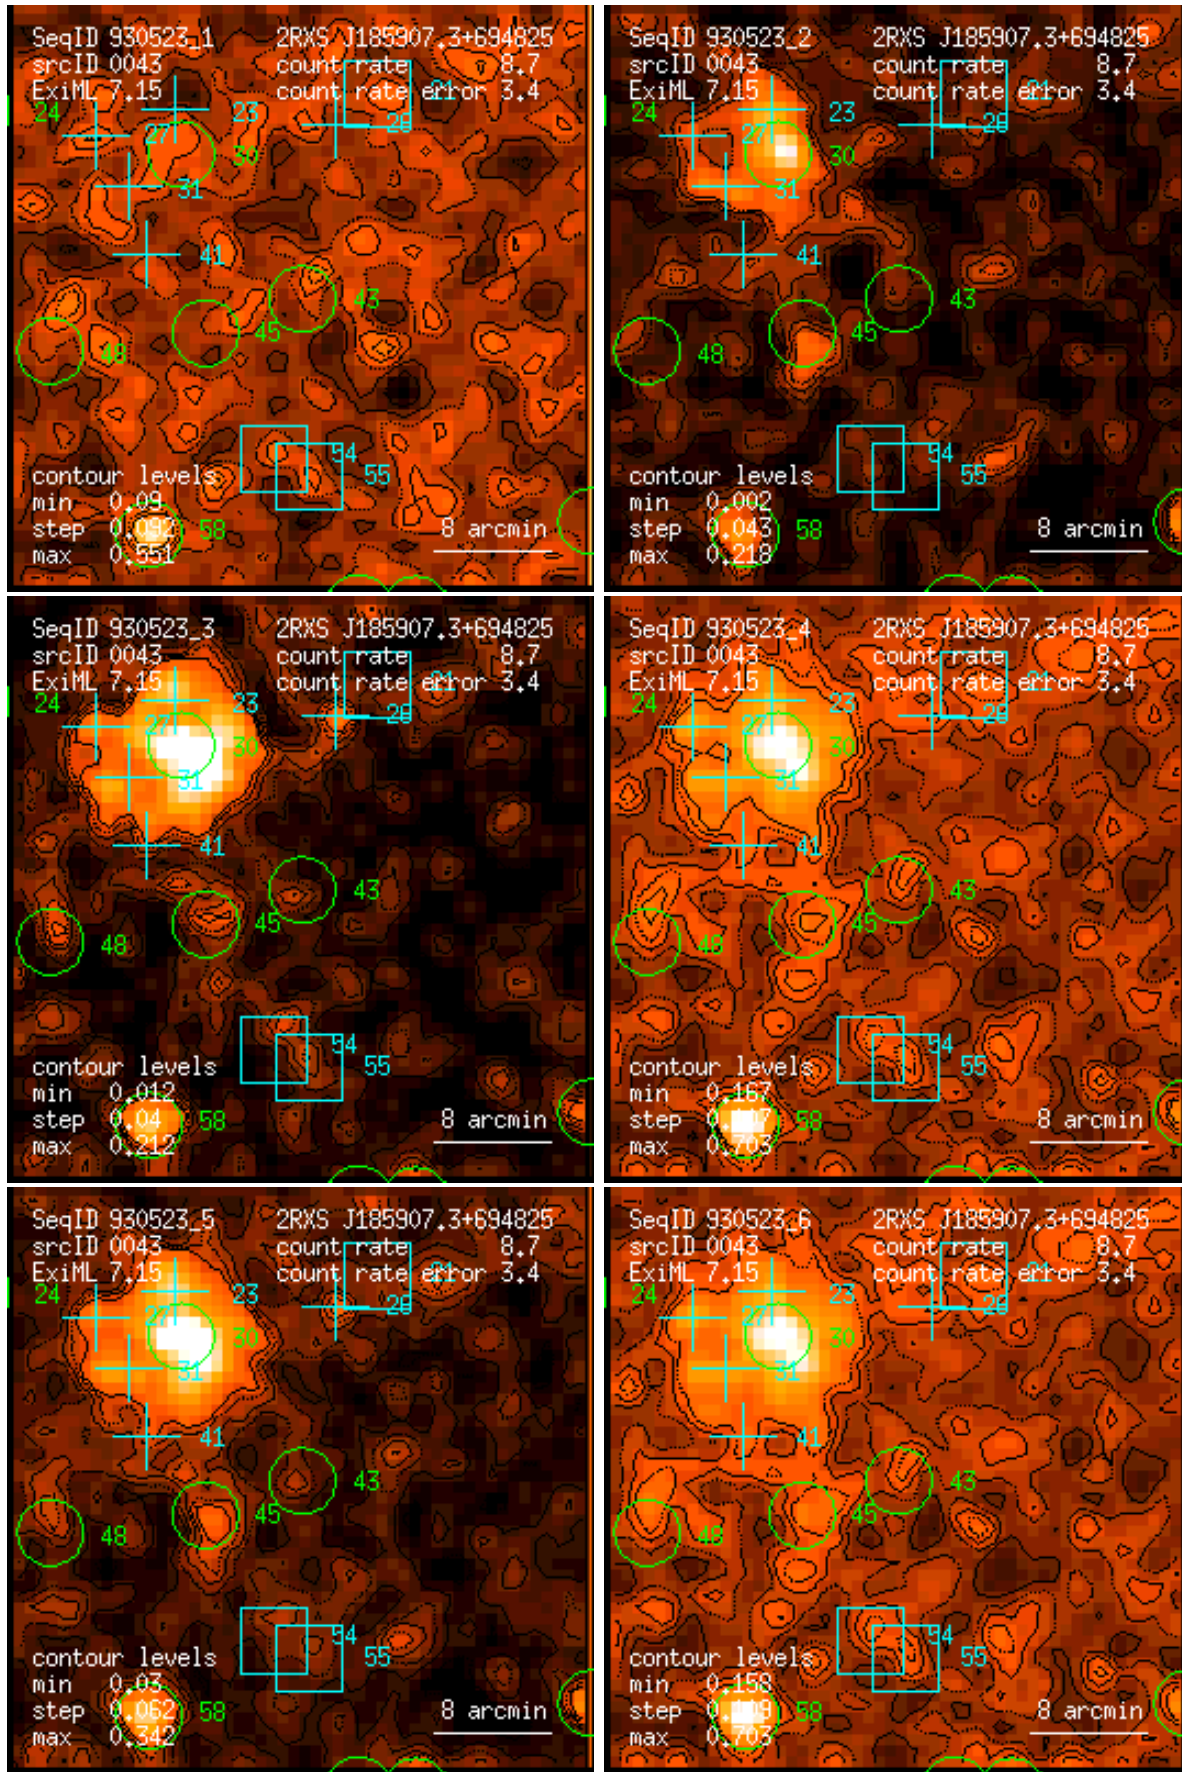 SeqID 930523_1 2RXS J185907.3+694825
srcID 0043 count rate 8.7
ExiML 7.15 count rate error 3.4
24 23 21
27 28
30
31
41
43
45
48
54
contour levels 55
min 0.09
step 0.092 58 8 arcmin
max 0.551
SeqID 930523_2 2RXS J185907.3+694825
srcID 0043 count rate 8.7
ExiML 7.15 count rate error 3.4
24 23 21
27 28
30
31
41
43
45
48
54
contour levels 55
min 0.002
step 0.043 58 8 arcmin
max 0.218
SeqID 930523_3 2RXS J185907.3+694825
srcID 0043 count rate 8.7
ExiML 7.15 count rate error 3.4
24 23 21
27 28
30
31
41
43
45
48
54
contour levels 55
min 0.012
step 0.04 58 8 arcmin
max 0.212
SeqID 930523_4 2RXS J185907.3+694825
srcID 0043 count rate 8.7
ExiML 7.15 count rate error 3.4
24 23 21
27 28
30
31
41
43
45
48
54
contour levels 55
min 0.167
step 58 8 arcmin
max 0.703
SeqID 930523_5 2RXS J185907.3+694825
srcID 0043 count rate 8.7
ExiML 7.15 count rate error 3.4
24 23 21
27 28
30
31
41
43
45
48
54
contour levels 55
min 0.03
step 0.062 58 8 arcmin
max 0.342
SeqID 930523_6 2RXS J185907.3+694825
srcID 0043 count rate 8.7
ExiML 7.15 count rate error 3.4
24 23 21
27 28
30
31
41
43
45
48
54
contour levels 55
min 0.158
step 58 8 arcmin
max 0.703